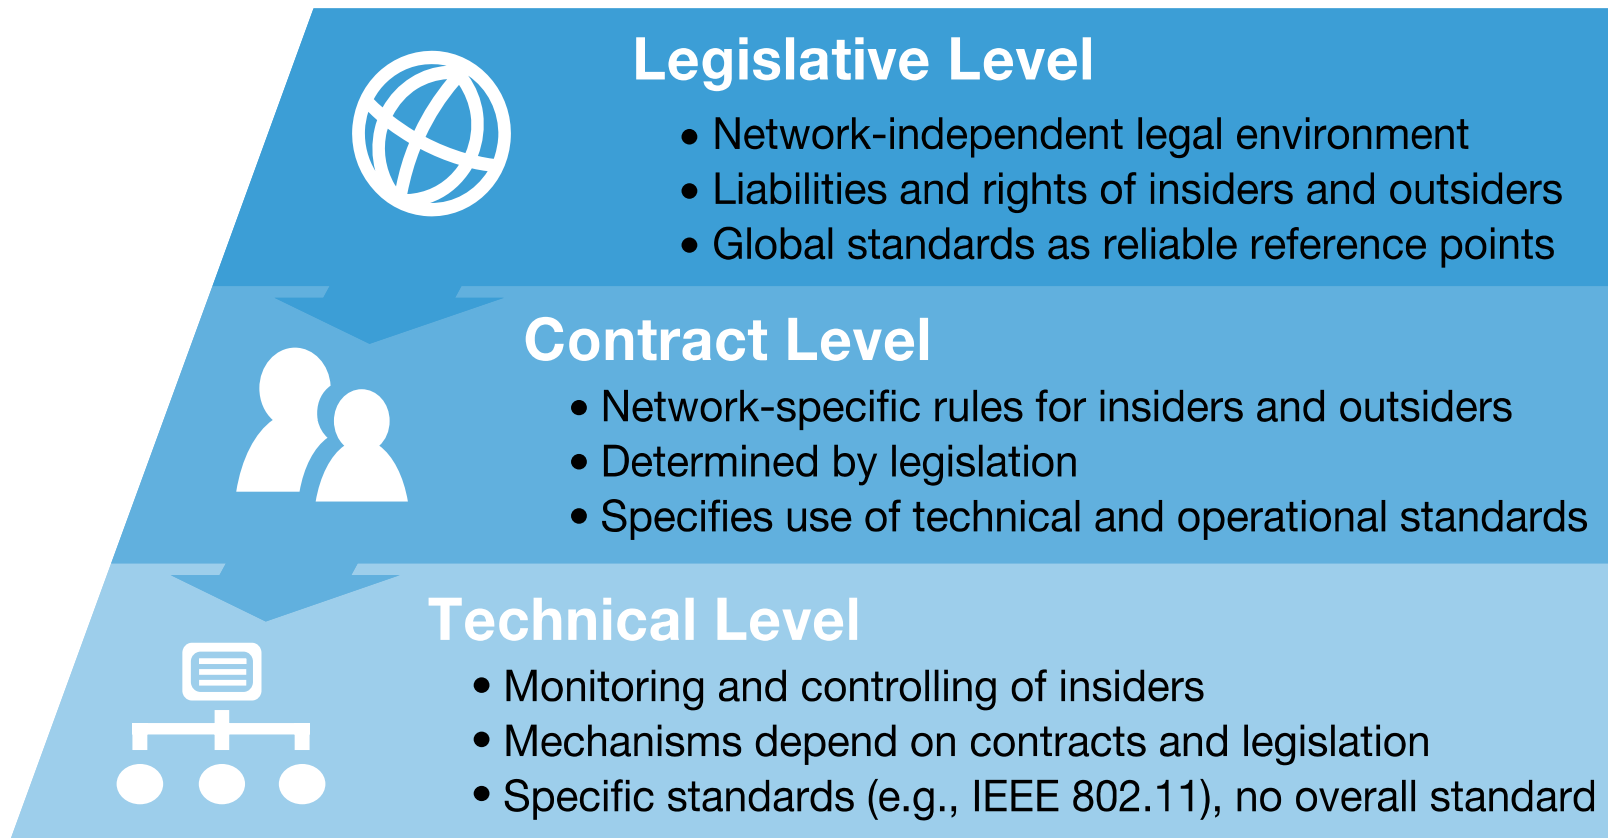 Legislative Level
• Network-independent legal environment
• Liabilities and rights of insiders and outsiders
• Global standards as reliable reference points
Contract Level
• Network-specific rules for insiders and outsiders
• Determined by legislation
• Specifies use of technical and operational standards
Technical Level
• Monitoring and controlling of insiders
• Mechanisms depend on contracts and legislation
• Specific standards (e.g., IEEE 802.11), no overall standard